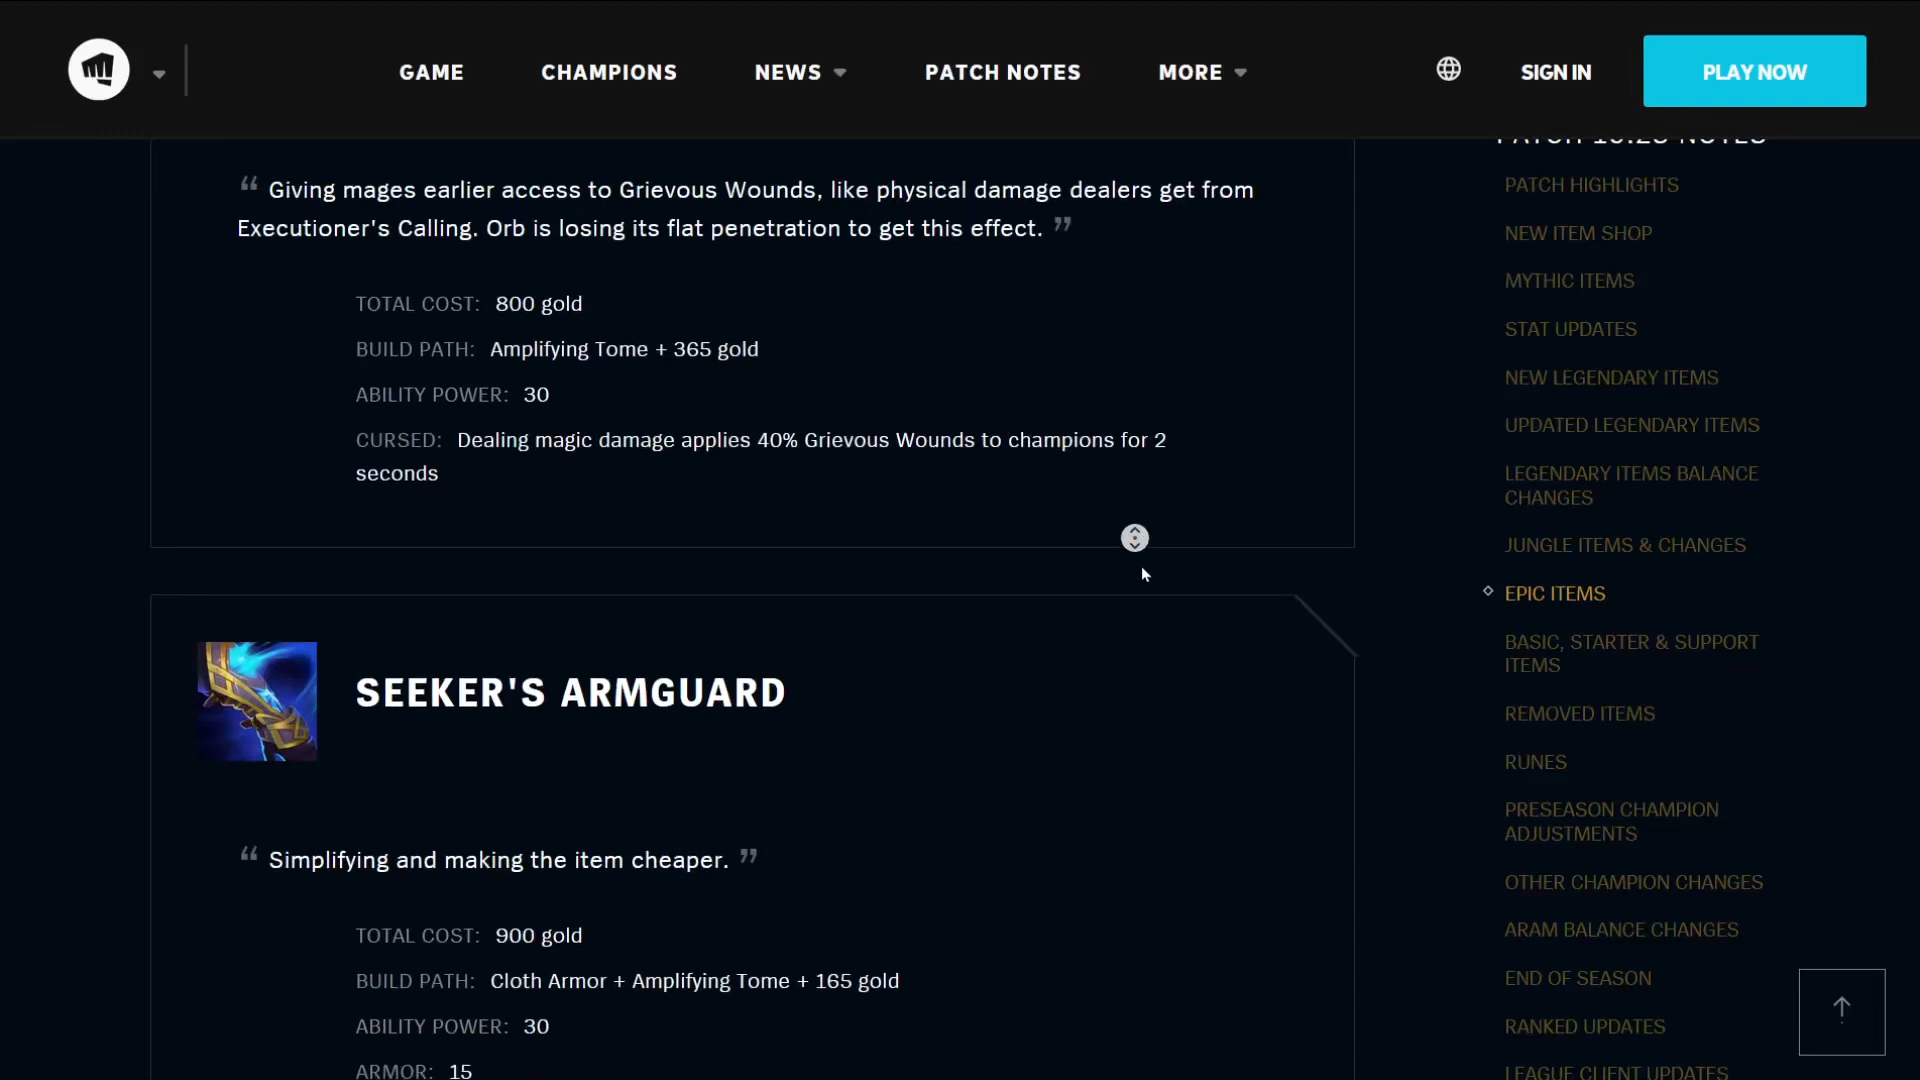 GAME
CHAMPIONS
NEWS
PATCH NOTES
MORE
SIGN IN
PLAY NOW
“ Giving mages earlier access to Grievous Wounds, like physical damage dealers get from
Executioner's Calling. Orb is losing its flat penetration to get this effect. ”
TOTAL COST: 800 gold
BUILD PATH: Amplifying Tome + 365 gold
ABILITY POWER: 30
CURSED: Dealing magic damage applies 40% Grievous Wounds to champions for 2
seconds
SEEKER'S ARMGUARD
“ Simplifying and making the item cheaper. ”
TOTAL COST: 900 gold
BUILD PATH: Cloth Armor + Amplifying Tome + 165 gold
ABILITY POWER: 30
ARMOR: 15
PATCH 10.23 NOTES
PATCH HIGHLIGHTS
NEW ITEM SHOP
MYTHIC ITEMS
STAT UPDATES
NEW LEGENDARY ITEMS
UPDATED LEGENDARY ITEMS
LEGENDARY ITEMS BALANCE
CHANGES
JUNGLE ITEMS & CHANGES
EPIC ITEMS
BASIC, STARTER & SUPPORT
ITEMS
REMOVED ITEMS
RUNES
PRESEASON CHAMPION
ADJUSTMENTS
OTHER CHAMPION CHANGES
ARAM BALANCE CHANGES
END OF SEASON
RANKED UPDATES
LEAGUE CLIENT UPDATES